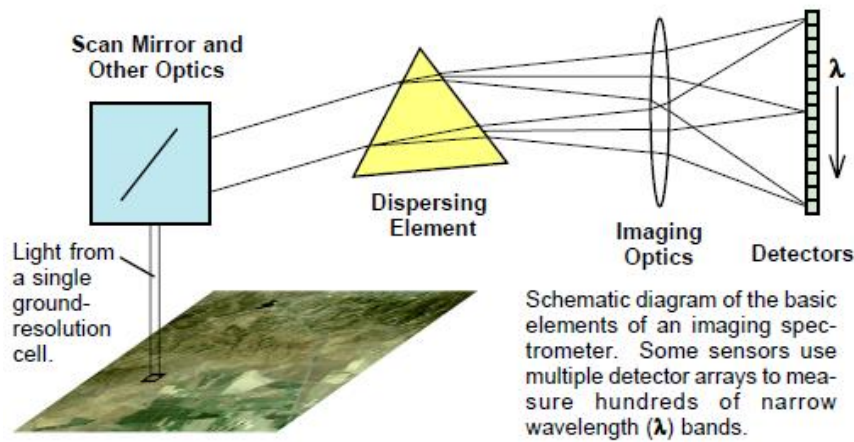 Scan Mirror and
Other Optics
λ
Dispersing
Element
Imaging
Optics
Detectors
Light from
a single
ground-
resolution
cell.
Schematic diagram of the basic
elements of an imaging spec-
trometer. Some sensors use
multiple detector arrays to mea-
sure hundreds of narrow
wavelength (λ) bands.